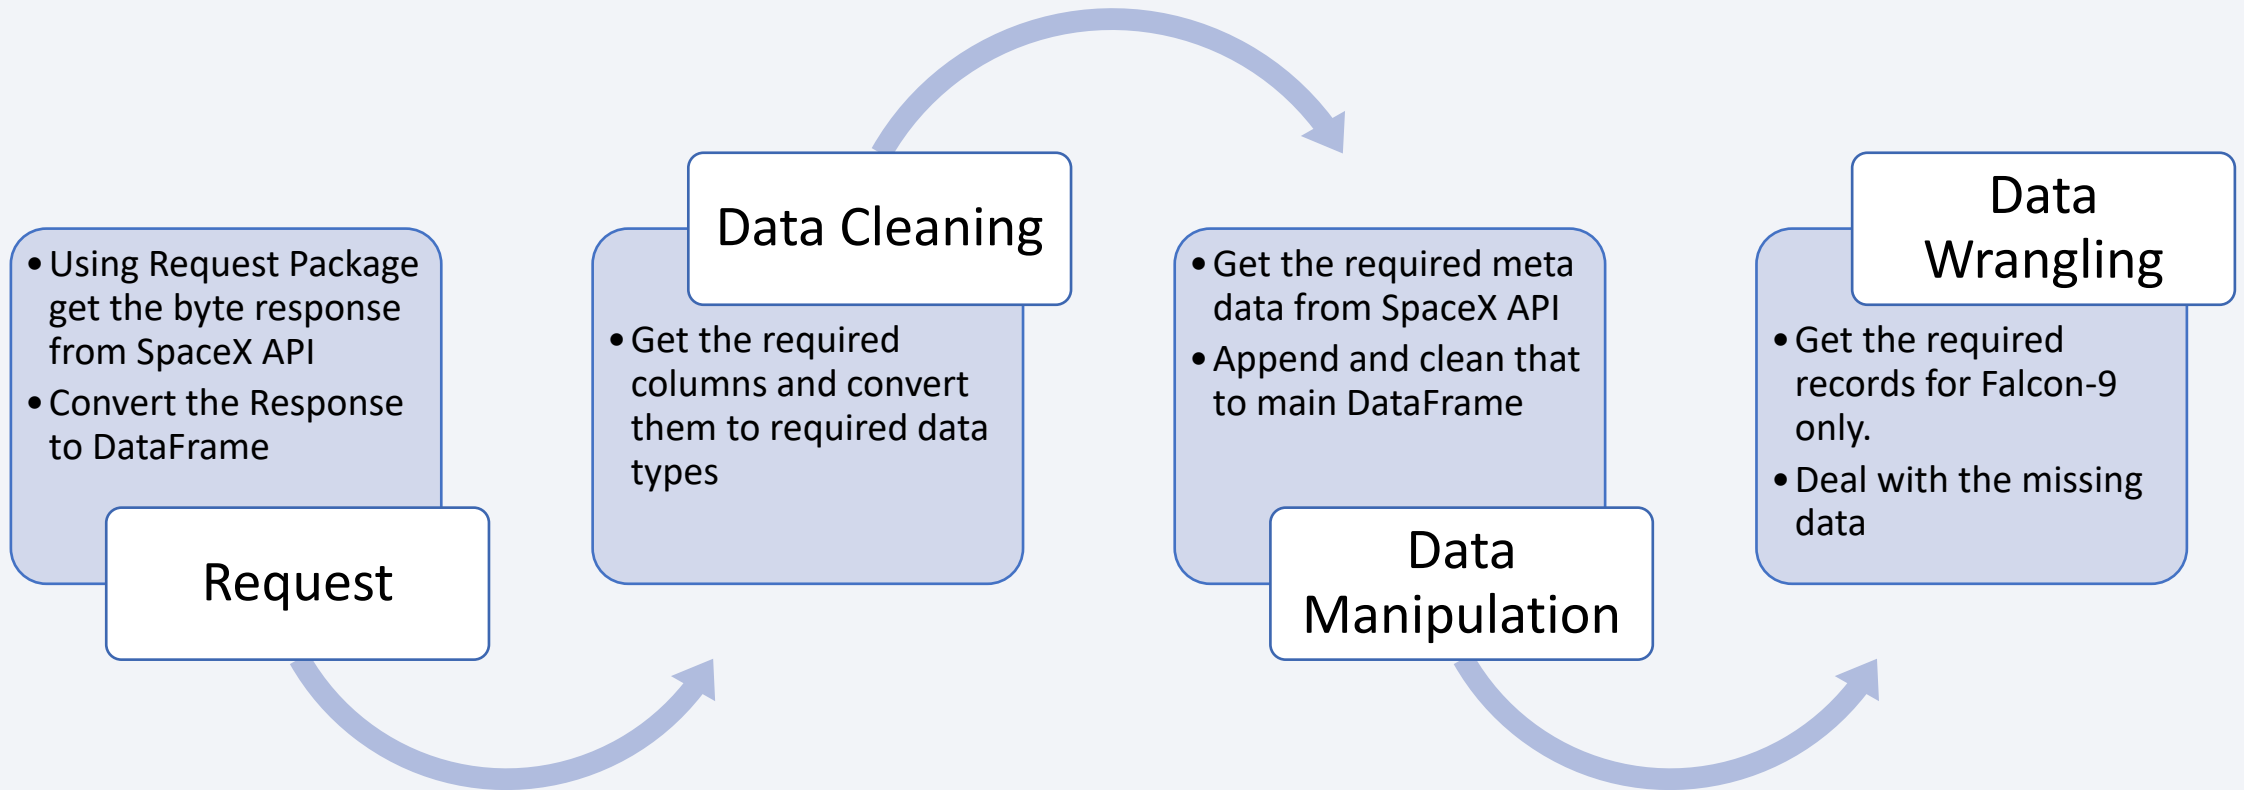 • Using Request Package
get the byte response
from SpaceX API
• Convert the Response
to DataFrame
Request
Data Cleaning
• Get the required
columns and convert
them to required data
types
• Get the required meta
data from SpaceX API
• Append and clean that
to main DataFrame
Data
Manipulation
Data
Wrangling
• Get the required
records for Falcon-9
only.
• Deal with the missing
data